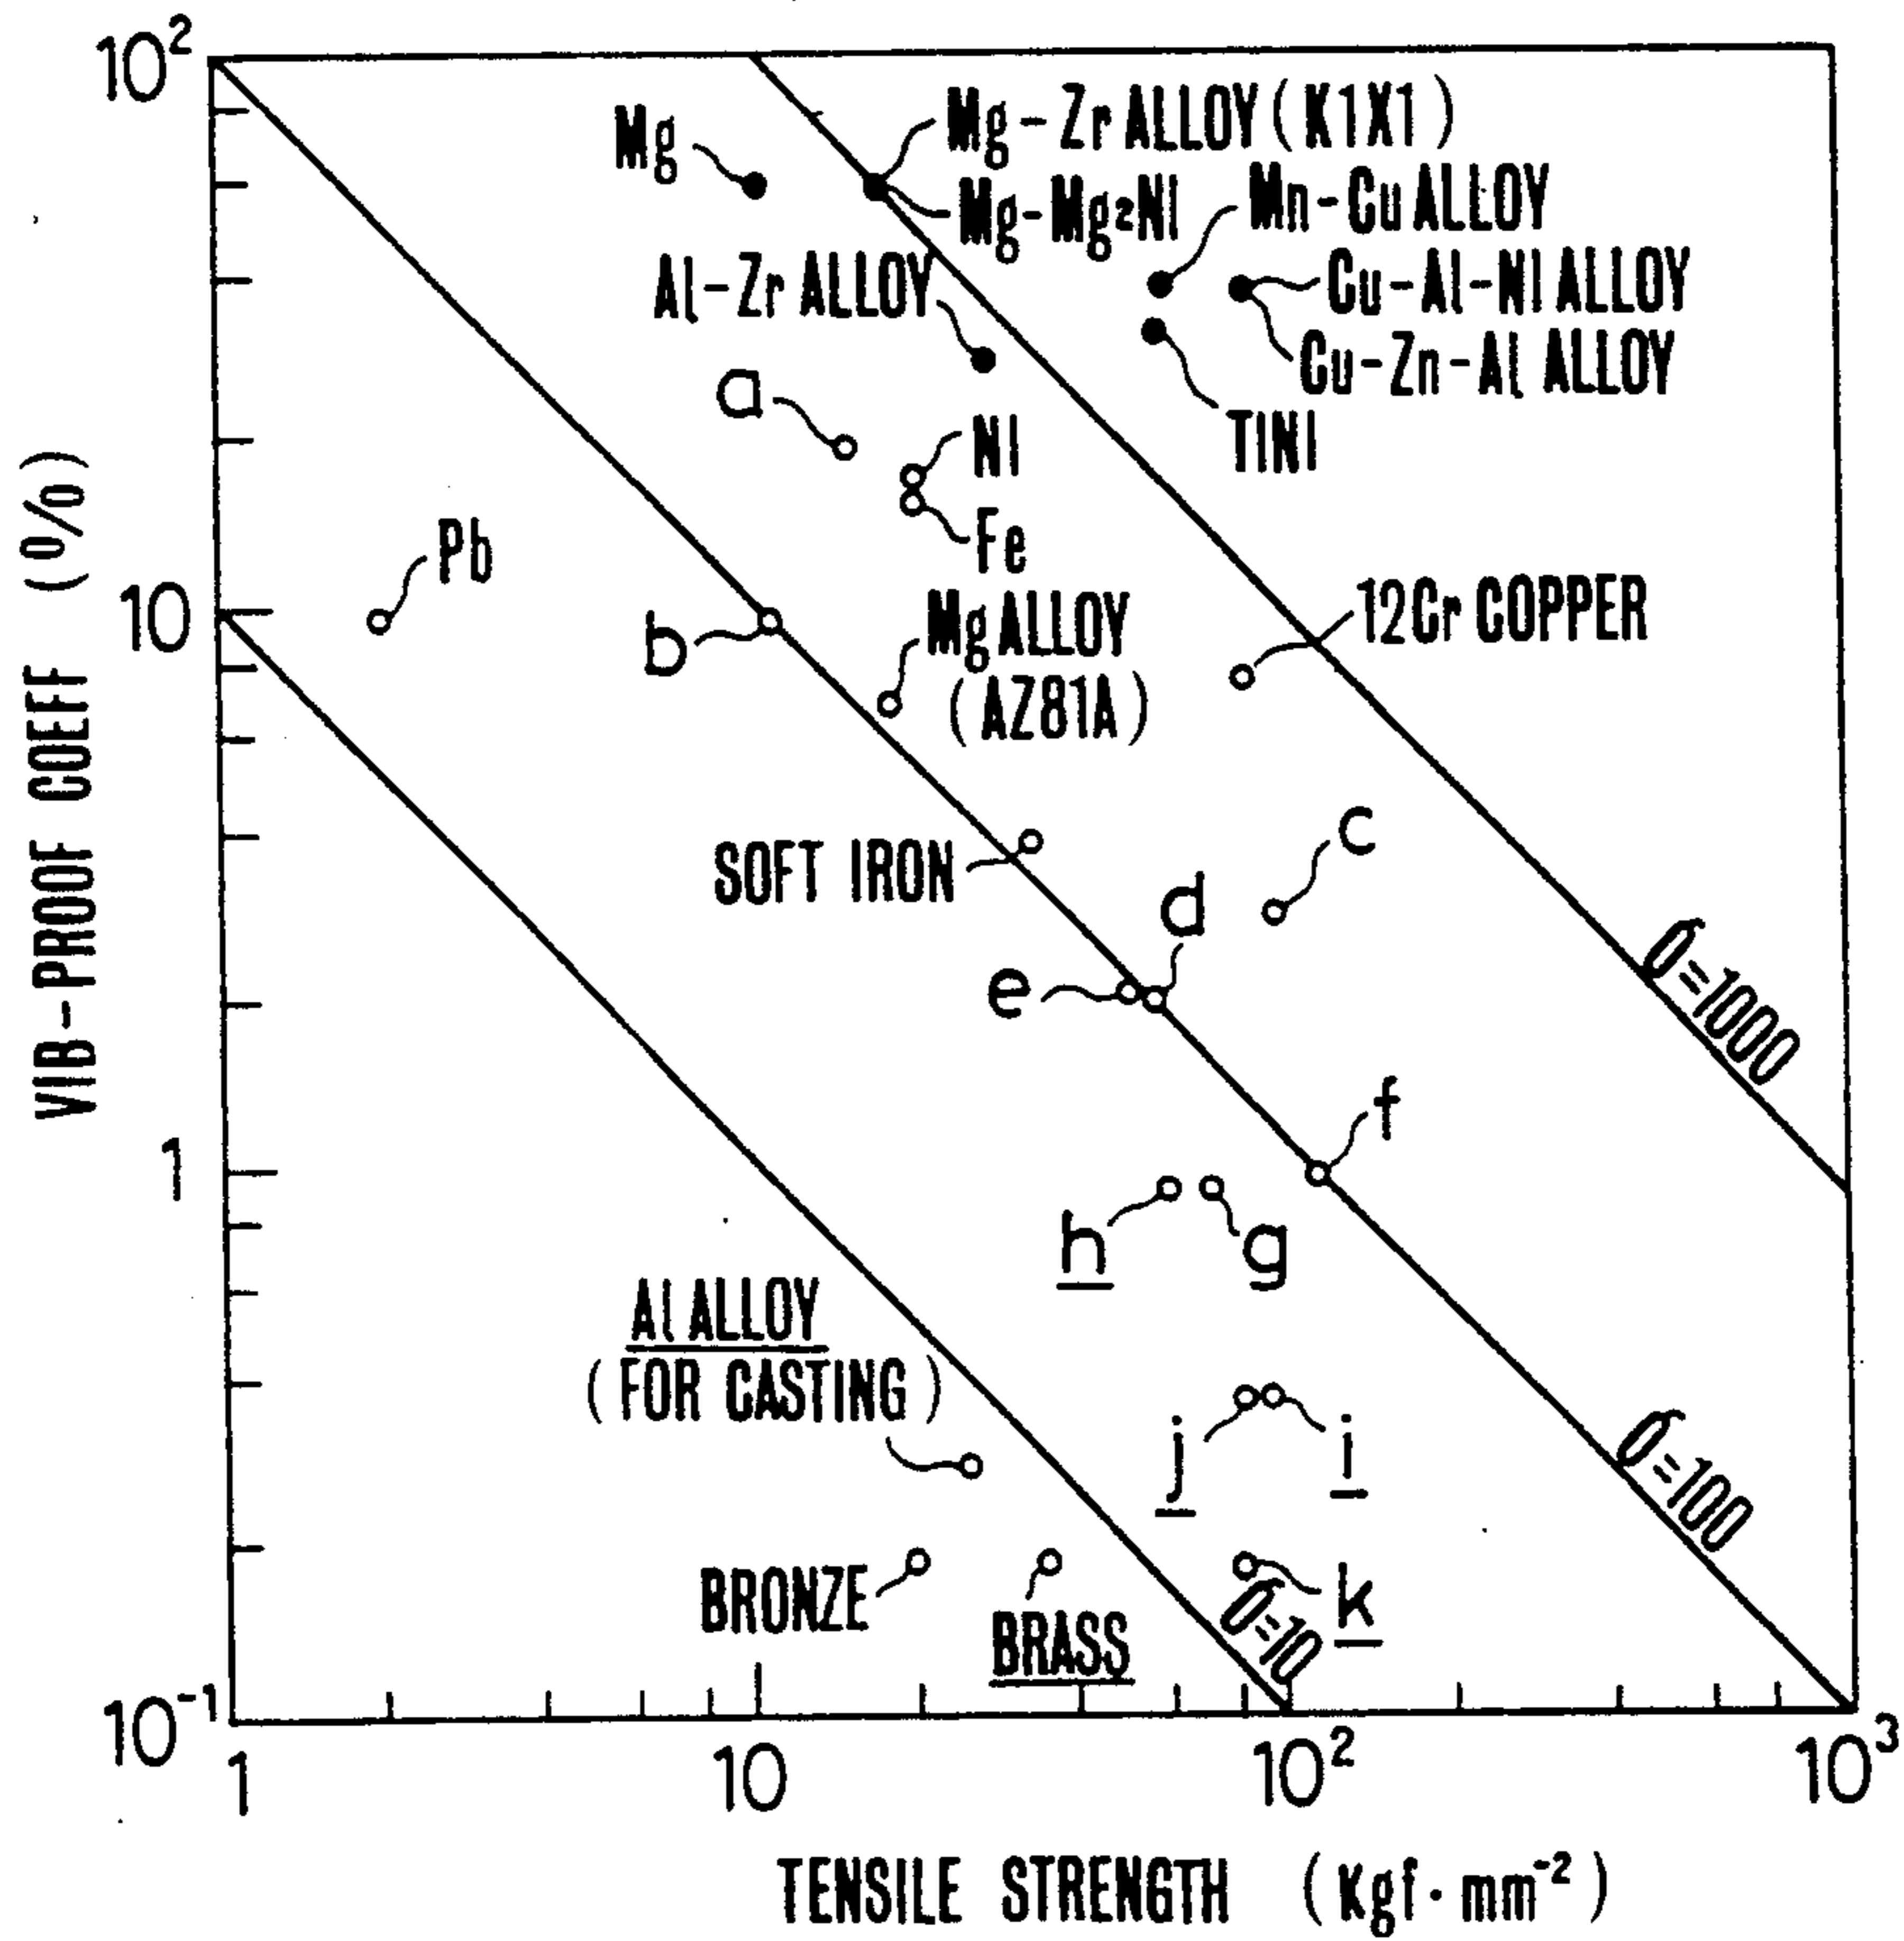 10²
Mg
Mg-Zr ALLOY (K1X1)
Mg-Mg2NI
Mn-Cu ALLOY
Al-Zr ALLOY
Cu-Al-NI ALLOY
Cu-Zn-Al ALLOY
a
NI
TINI
Fe
Pb
10
b
Mg ALLOY
(AZ81A)
12Cr COPPER
VIB-PROOF COEFF (%)
SOFT IRON
c
d
e
σ=1000
f
1
h
g
Al ALLOY
(FOR CASTING)
j
i
σ=100
BRONZE
BRASS
k
σ=10
10⁻¹
1
10
10²
10³
TENSILE STRENGTH (Kgf·mm⁻²)